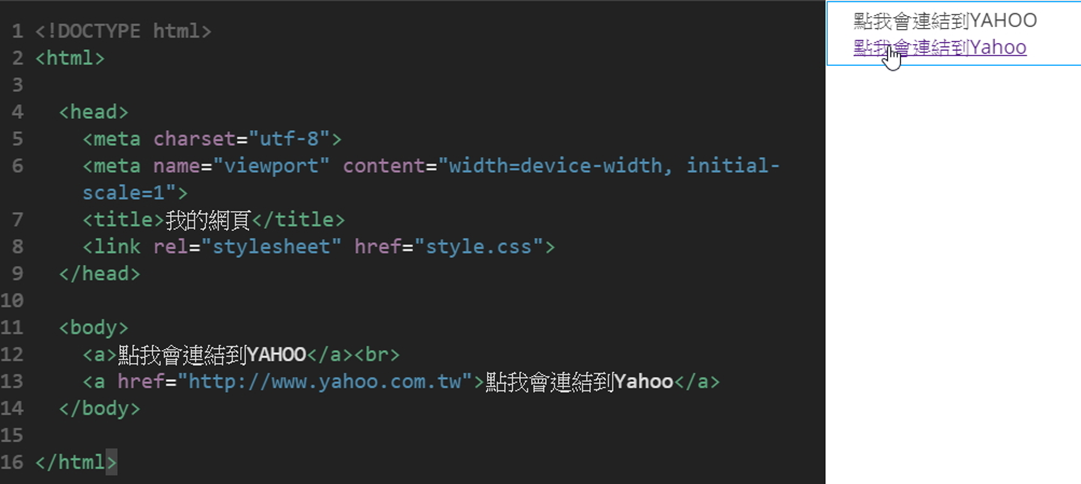 1 <!DOCTYPE html>
2 <html>
3
4 <head>
5 <meta charset="utf-8">
6 <meta name="viewport" content="width=device-width, initial-
scale=1">
7 <title>我的網頁</title>
8 <link rel="stylesheet" href="style.css">
9 </head>
10
11 <body>
12 <a>點我會連結到YAHOO</a><br>
13 <a href="http://www.yahoo.com.tw">點我會連結到Yahoo</a>
14 </body>
15
16 </html>
點我會連結到YAHOO
點我會連結到Yahoo